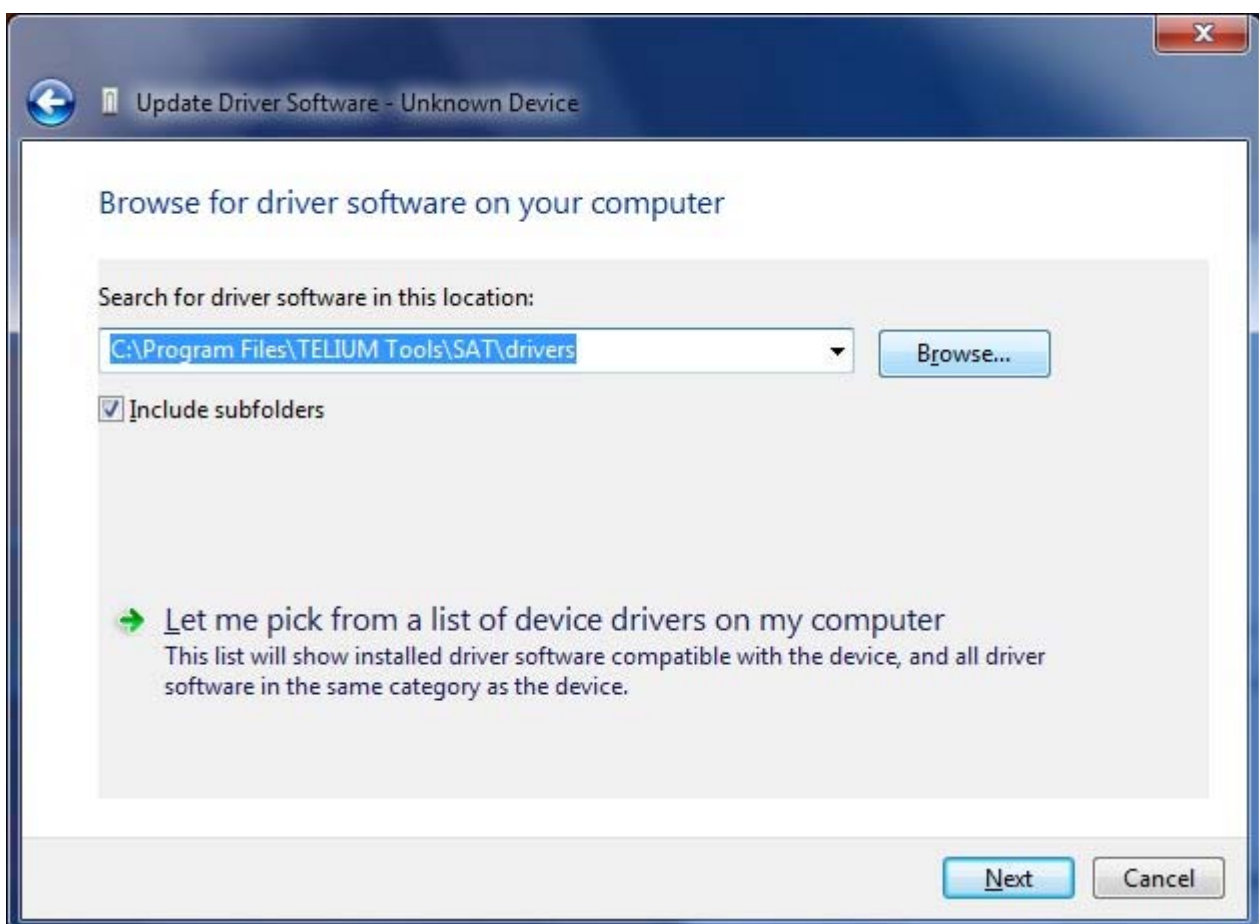 Update Driver Software - Unknown Device
Browse for driver software on your computer
Search for driver software in this location:
C:\Program Files\TELIUM Tools\SAT\drivers
Browse...
Include subfolders
Let me pick from a list of device drivers on my computer
This list will show installed driver software compatible with the device, and all driver
software in the same category as the device.
Next
Cancel